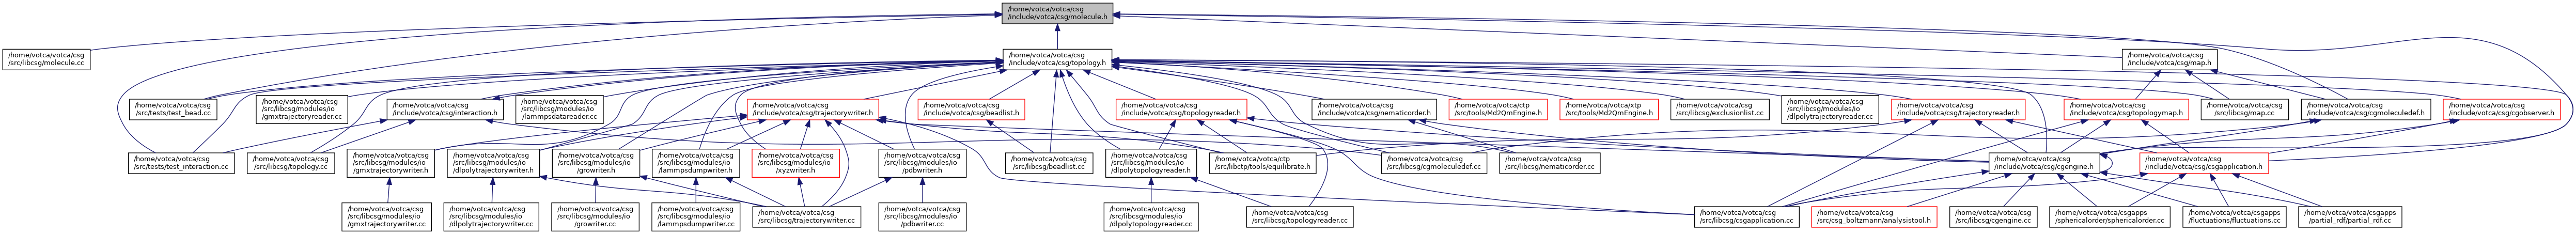 /home/votca/votca/csg
/include/votca/csg/molecule.h
/home/votca/votca/csg
/src/libcsg/molecule.cc
/home/votca/votca/csg
/include/votca/csg/topology.h
/home/votca/votca/csg
/include/votca/csg/map.h
/home/votca/votca/csg
/src/tests/test_bead.cc
/home/votca/votca/csg
/src/libcsg/modules/io
/gmxtrajectoryreader.cc
/home/votca/votca/csg
/include/votca/csg/interaction.h
/home/votca/votca/csg
/src/libcsg/modules/io
/lammpsdatareader.cc
/home/votca/votca/csg
/include/votca/csg/trajectorywriter.h
/home/votca/votca/csg
/include/votca/csg/beadlist.h
/home/votca/votca/csg
/include/votca/csg/topologyreader.h
/home/votca/votca/csg
/include/votca/csg/nematicorder.h
/home/votca/votca/ctp
/src/tools/Md2QmEngine.h
/home/votca/votca/xtp
/src/tools/Md2QmEngine.h
/home/votca/votca/csg
/src/libcsg/exclusionlist.cc
/home/votca/votca/csg
/src/libcsg/modules/io
/dlpolytrajectoryreader.cc
/home/votca/votca/csg
/include/votca/csg/trajectoryreader.h
/home/votca/votca/csg
/include/votca/csg/topologymap.h
/home/votca/votca/csg
/src/libcsg/map.cc
/home/votca/votca/csg
/include/votca/csg/cgmoleculedef.h
/home/votca/votca/csg
/include/votca/csg/cgobserver.h
/home/votca/votca/csg
/src/tests/test_interaction.cc
/home/votca/votca/csg
/src/libcsg/topology.cc
/home/votca/votca/csg
/src/libcsg/modules/io
/gmxtrajectorywriter.h
/home/votca/votca/csg
/src/libcsg/modules/io
/dlpolytrajectorywriter.h
/home/votca/votca/csg
/src/libcsg/modules/io
/growriter.h
/home/votca/votca/csg
/src/libcsg/modules/io
/lammpsdumpwriter.h
/home/votca/votca/csg
/src/libcsg/modules/io
/xyzwriter.h
/home/votca/votca/csg
/src/libcsg/modules/io
/pdbwriter.h
/home/votca/votca/csg
/src/libcsg/beadlist.cc
/home/votca/votca/csg
/src/libcsg/modules/io
/dlpolytopologyreader.h
/home/votca/votca/ctp
/src/libctp/tools/equilibrate.h
/home/votca/votca/csg
/src/libcsg/cgmoleculedef.cc
/home/votca/votca/csg
/src/libcsg/nematicorder.cc
/home/votca/votca/csg
/include/votca/csg/cgengine.h
/home/votca/votca/csg
/include/votca/csg/csgapplication.h
/home/votca/votca/csg
/src/libcsg/modules/io
/gmxtrajectorywriter.cc
/home/votca/votca/csg
/src/libcsg/modules/io
/dlpolytrajectorywriter.cc
/home/votca/votca/csg
/src/libcsg/modules/io
/growriter.cc
/home/votca/votca/csg
/src/libcsg/modules/io
/lammpsdumpwriter.cc
/home/votca/votca/csg
/src/libcsg/trajectorywriter.cc
/home/votca/votca/csg
/src/libcsg/modules/io
/pdbwriter.cc
/home/votca/votca/csg
/src/libcsg/modules/io
/dlpolytopologyreader.cc
/home/votca/votca/csg
/src/libcsg/topologyreader.cc
/home/votca/votca/csg
/src/libcsg/csgapplication.cc
/home/votca/votca/csg
/src/csg_boltzmann/analysistool.h
/home/votca/votca/csg
/src/libcsg/cgengine.cc
/home/votca/votca/csgapps
/sphericalorder/sphericalorder.cc
/home/votca/votca/csgapps
/fluctuations/fluctuations.cc
/home/votca/votca/csgapps
/partial_rdf/partial_rdf.cc